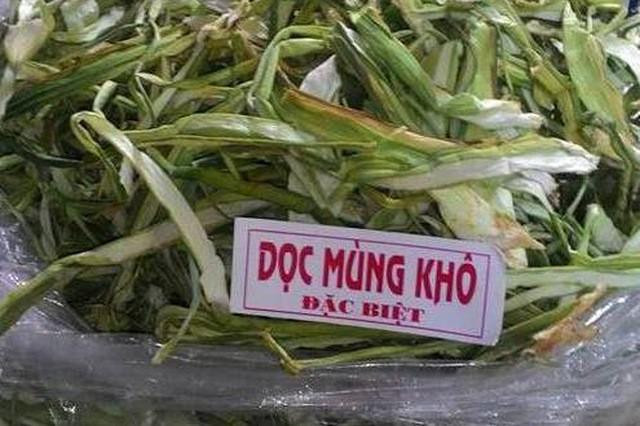 DỌC MÙNG KHÔ
ĐẶC BIỆT